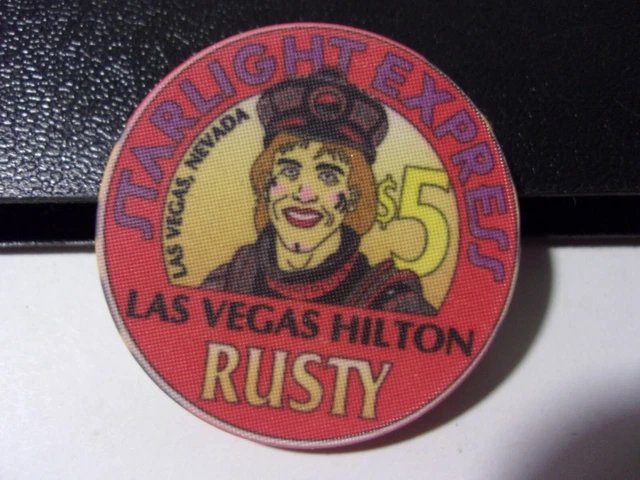 STARLIGHT EXPRESS
LAS VEGAS, NEVADA
$5
LAS VEGAS HILTON
RUSTY